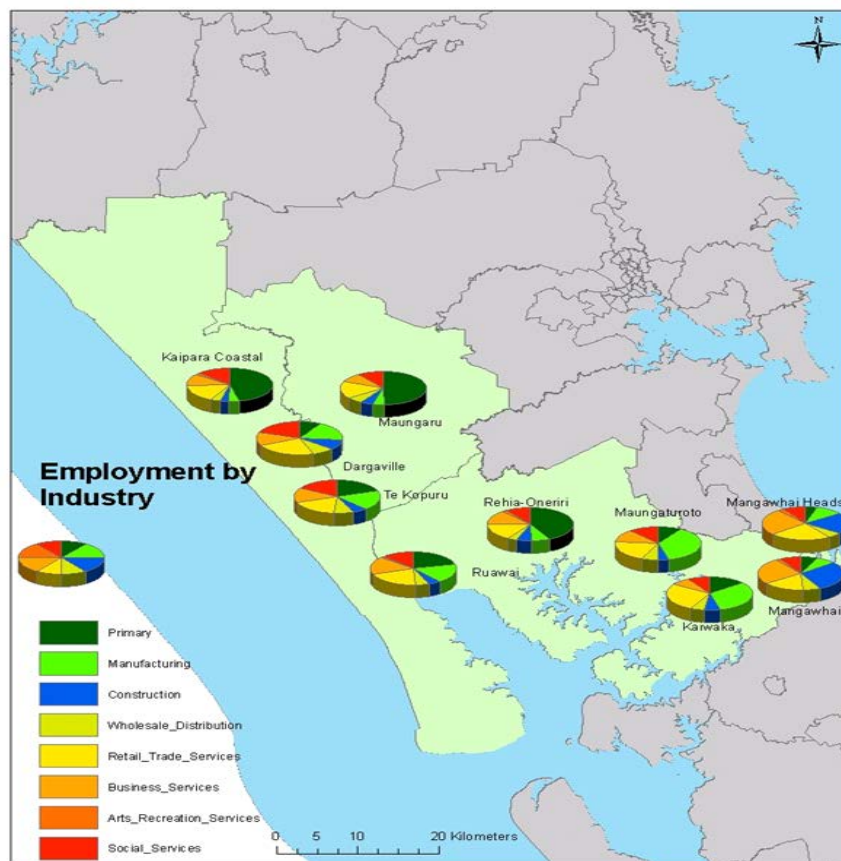 N
Kaipara Coastal
Maungaru
Dargaville
Employment by
Industry
Te Kopuru
Rehia-Oneriri
Mangawhai Heads
Maungaturoto
Ruawai
Mangawhai
Karwaka
Primary
Manufacturing
Construction
Wholesale_Distribution
Retail_Trade_Services
Business_Services
Arts_Recreation_Services
Social_Services
0 5 10 20 Kilometers